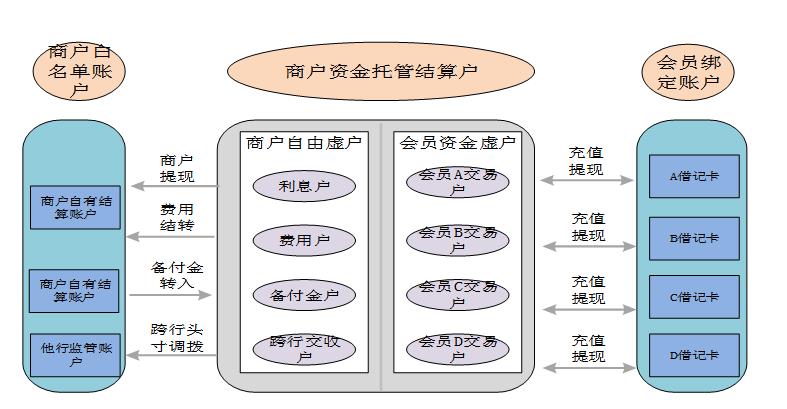 商户白
名单账
户
商户资金托管结算户
会员绑
定账户
商户自有结
算账户
商户自有结
算账户
他行监管账
户
商户
提现
费用
结转
备付金
转入
跨行头
寸调拨
商户自由虚户
利息户
费用户
备付金户
跨行交收
户
会员资金虚户
会员A交易
户
会员B交易
户
会员C交易
户
会员D交易
户
充值
提现
充值
提现
充值
提现
充值
提现
A借记卡
B借记卡
C借记卡
D借记卡